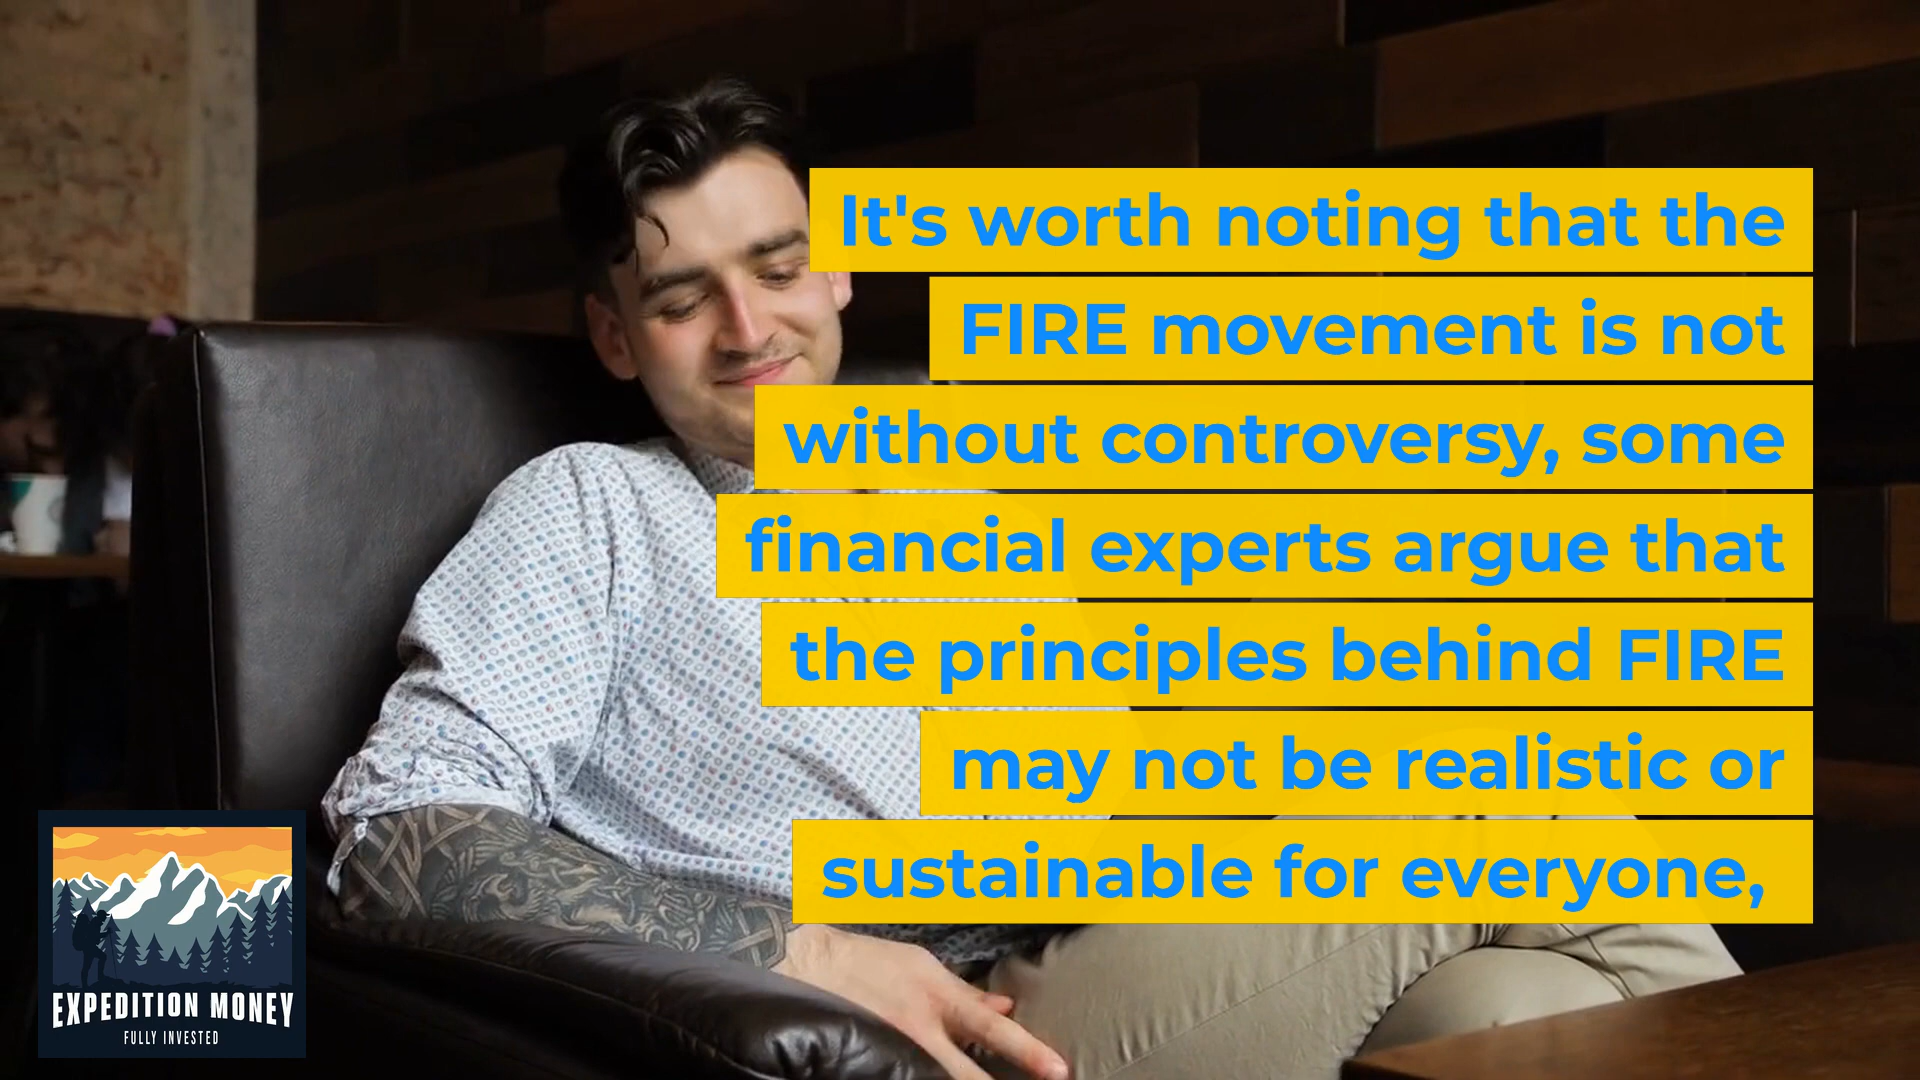 It's worth noting that the
FIRE movement is not
without controversy, some
financial experts argue that
the principles behind FIRE
may not be realistic or
sustainable for everyone,
EXPEDITION MONEY
FULLY INVESTED